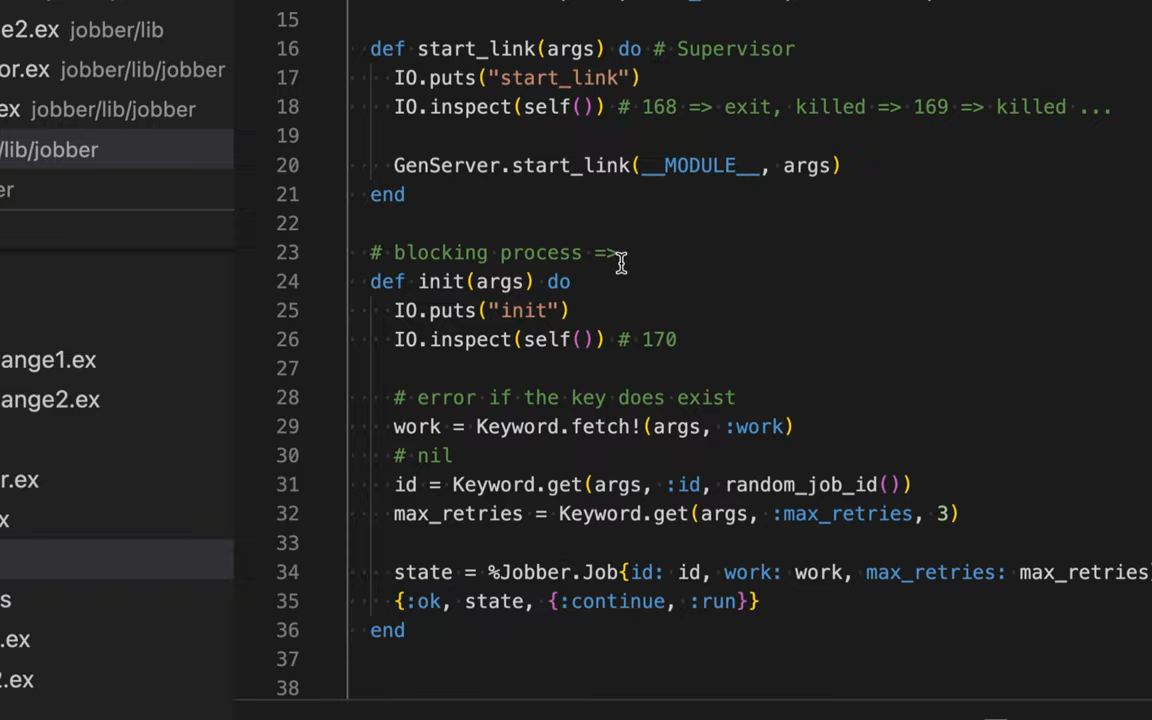 e2.ex jobber/lib
or.ex jobber/lib/jobber
ex jobber/lib/jobber
/lib/jobber
er
ange1.ex
ange2.ex
r.ex
x
s
.ex
2.ex
15
16 def start_link(args) do # Supervisor
17 IO.puts("start_link")
18 IO.inspect(self()) # 168 => exit, killed => 169 => killed ...
19
20 GenServer.start_link(__MODULE__, args)
21 end
22
23 # blocking process =>
24 def init(args) do
25 IO.puts("init")
26 IO.inspect(self()) # 170
27
28 # error if the key does exist
29 work = Keyword.fetch!(args, :work)
30 # nil
31 id = Keyword.get(args, :id, random_job_id())
32 max_retries = Keyword.get(args, :max_retries, 3)
33
34 state = %Jobber.Job{id: id, work: work, max_retries: max_retries
35 {:ok, state, {:continue, :run}}
36 end
37
38